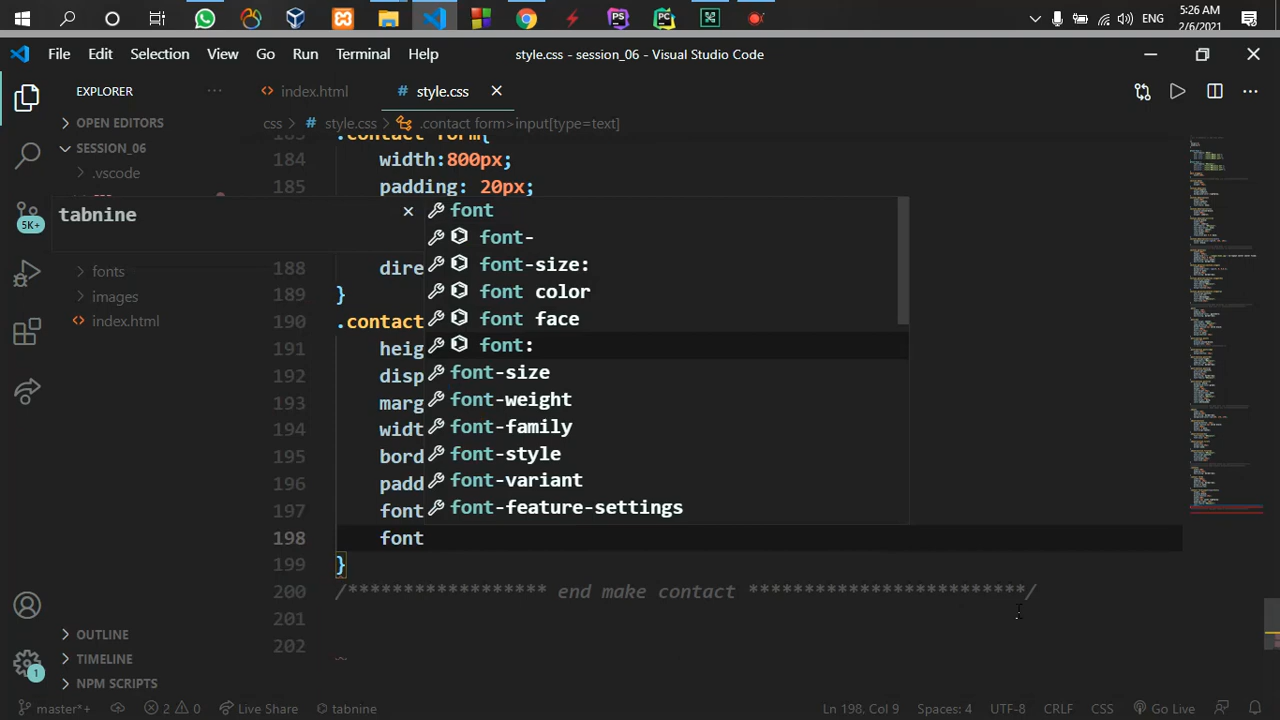 5:26 AM
ENG
2/6/2021
File Edit Selection View Go Run Terminal Help
style.css - session_06 - Visual Studio Code
EXPLORER
index.html
# style.css
OPEN EDITORS
css > # style.css > .contact form>input[type=text]
SESSION_06
.contact form{
.vscode
184 width:800px;
185 padding: 20px;
tabnine
font
font-
5K+
font-size:
188 dire
fonts
font color
189 }
images
font face
190 .contact
index.html
font:
191 heig
font-size
192 disp
font-weight
193 marg
font-family
194 widt
font-style
195 bord
font-variant
196 padd
font-feature-settings
197 font
198 font
199 }
200 /****************** end make contact **************************/
201
202
OUTLINE
TIMELINE
1
NPM SCRIPTS
master*+ 2 0 Live Share tabnine Ln 198, Col 9 Spaces: 4 UTF-8 CRLF CSS Go Live